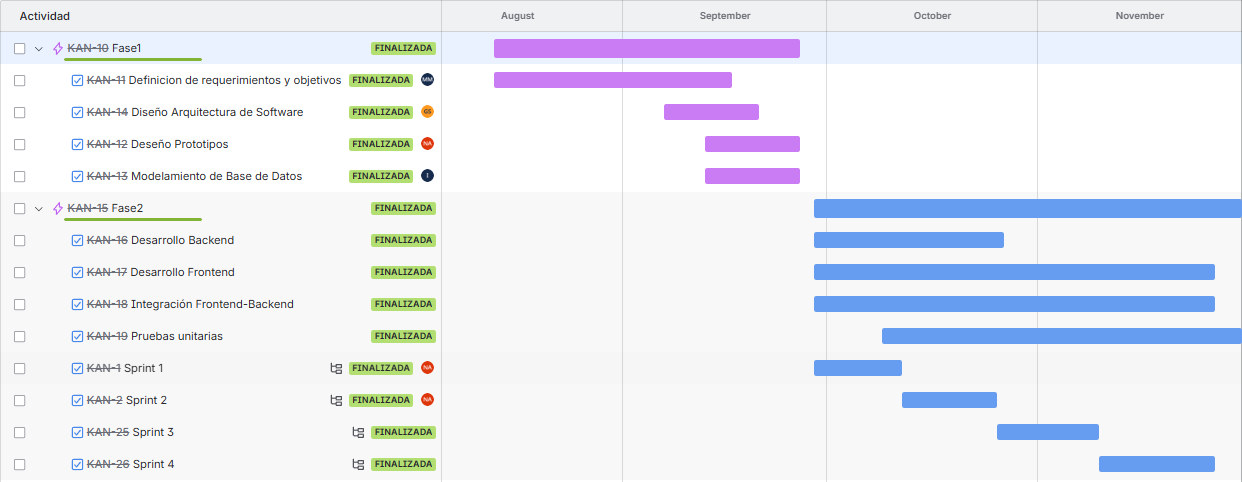 Actividad August September October November
KAN-10 Fase1 FINALIZADA
KAN-11 Definicion de requerimientos y objetivos FINALIZADA MM
KAN-14 Diseño Arquitectura de Software FINALIZADA GS
KAN-12 Deseño Prototipos FINALIZADA NA
KAN-13 Modelamiento de Base de Datos FINALIZADA I
KAN-15 Fase2 FINALIZADA
KAN-16 Desarrollo Backend FINALIZADA
KAN-17 Desarrollo Frontend FINALIZADA
KAN-18 Integración Frontend-Backend FINALIZADA
KAN-19 Pruebas unitarias FINALIZADA
KAN-1 Sprint 1 FINALIZADA NA
KAN-2 Sprint 2 FINALIZADA NA
KAN-25 Sprint 3 FINALIZADA
KAN-26 Sprint 4 FINALIZADA